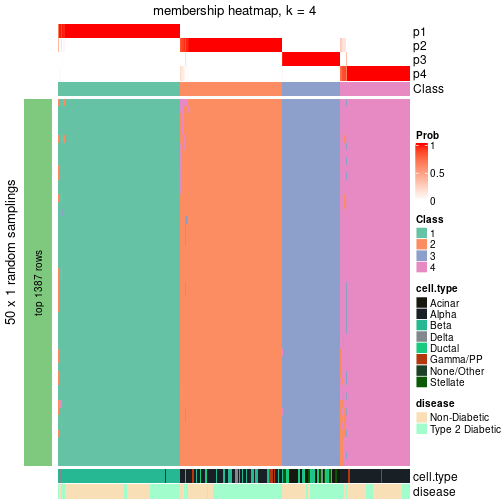 membership heatmap, k = 4
p1
p2
p3
p4
Class
50 x 1 random samplings
top 1387 rows
Prob
1
0.5
0
Class
1
2
3
4
cell.type
Acinar
Alpha
Beta
Delta
Ductal
Gamma/PP
None/Other
Stellate
disease
Non-Diabetic
Type 2 Diabetic
cell.type
disease